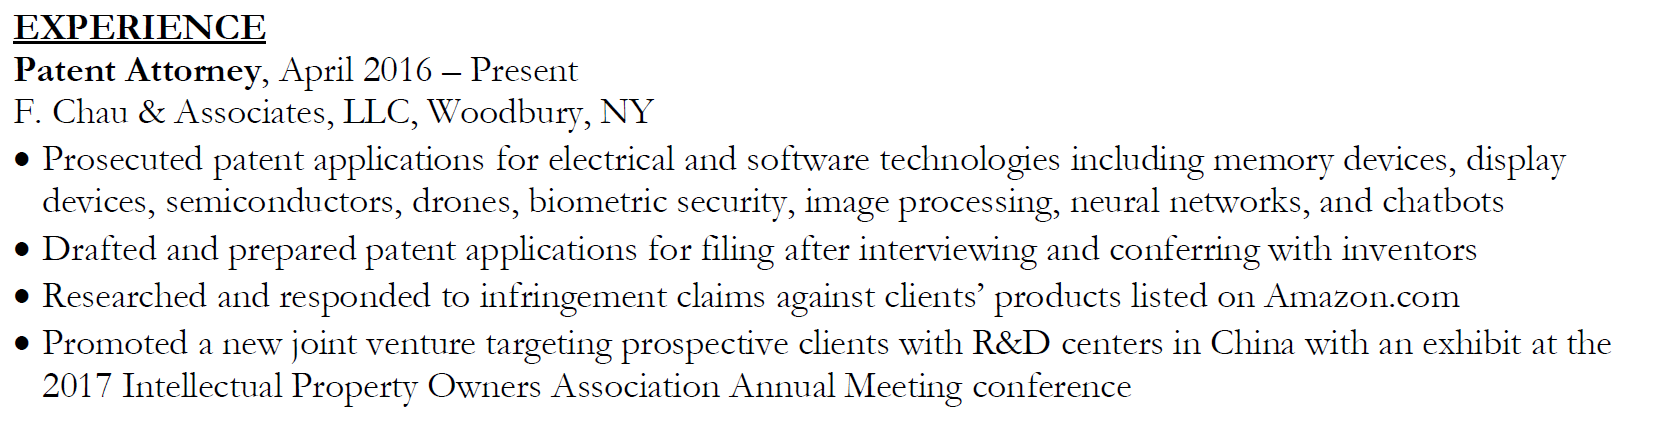 EXPERIENCE
Patent Attorney, April 2016 – Present
F. Chau & Associates, LLC, Woodbury, NY
• Prosecuted patent applications for electrical and software technologies including memory devices, display
devices, semiconductors, drones, biometric security, image processing, neural networks, and chatbots
• Drafted and prepared patent applications for filing after interviewing and conferring with inventors
• Researched and responded to infringement claims against clients’ products listed on Amazon.com
• Promoted a new joint venture targeting prospective clients with R&D centers in China with an exhibit at the
2017 Intellectual Property Owners Association Annual Meeting conference